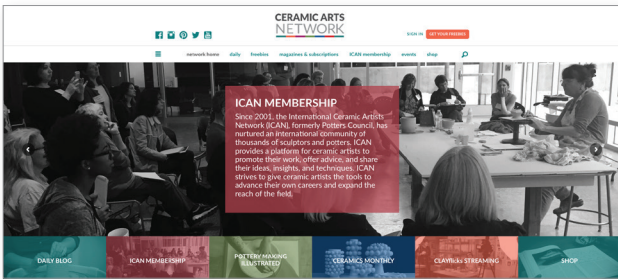 CERAMIC ARTS
NETWORK
SIGN IN
GET YOUR FREEBIES
network home daily freebies magazines & subscriptions ICAN membership events shop
ICAN MEMBERSHIP
Since 2001, the International Ceramic Artists
Network (ICAN), formerly Potters Council, has
nurtured an international community of
thousands of sculptors and potters. ICAN
provides a platform for ceramic artists to
promote their work, offer advice, and share
their ideas, insights, and techniques. ICAN
strives to give ceramic artists the tools to
advance their own careers and expand the
reach of the field.
DAILY BLOG
ICAN MEMBERSHIP
POTTERY MAKING
ILLUSTRATED
CERAMICS MONTHLY
CLAYflicks STREAMING
SHOP